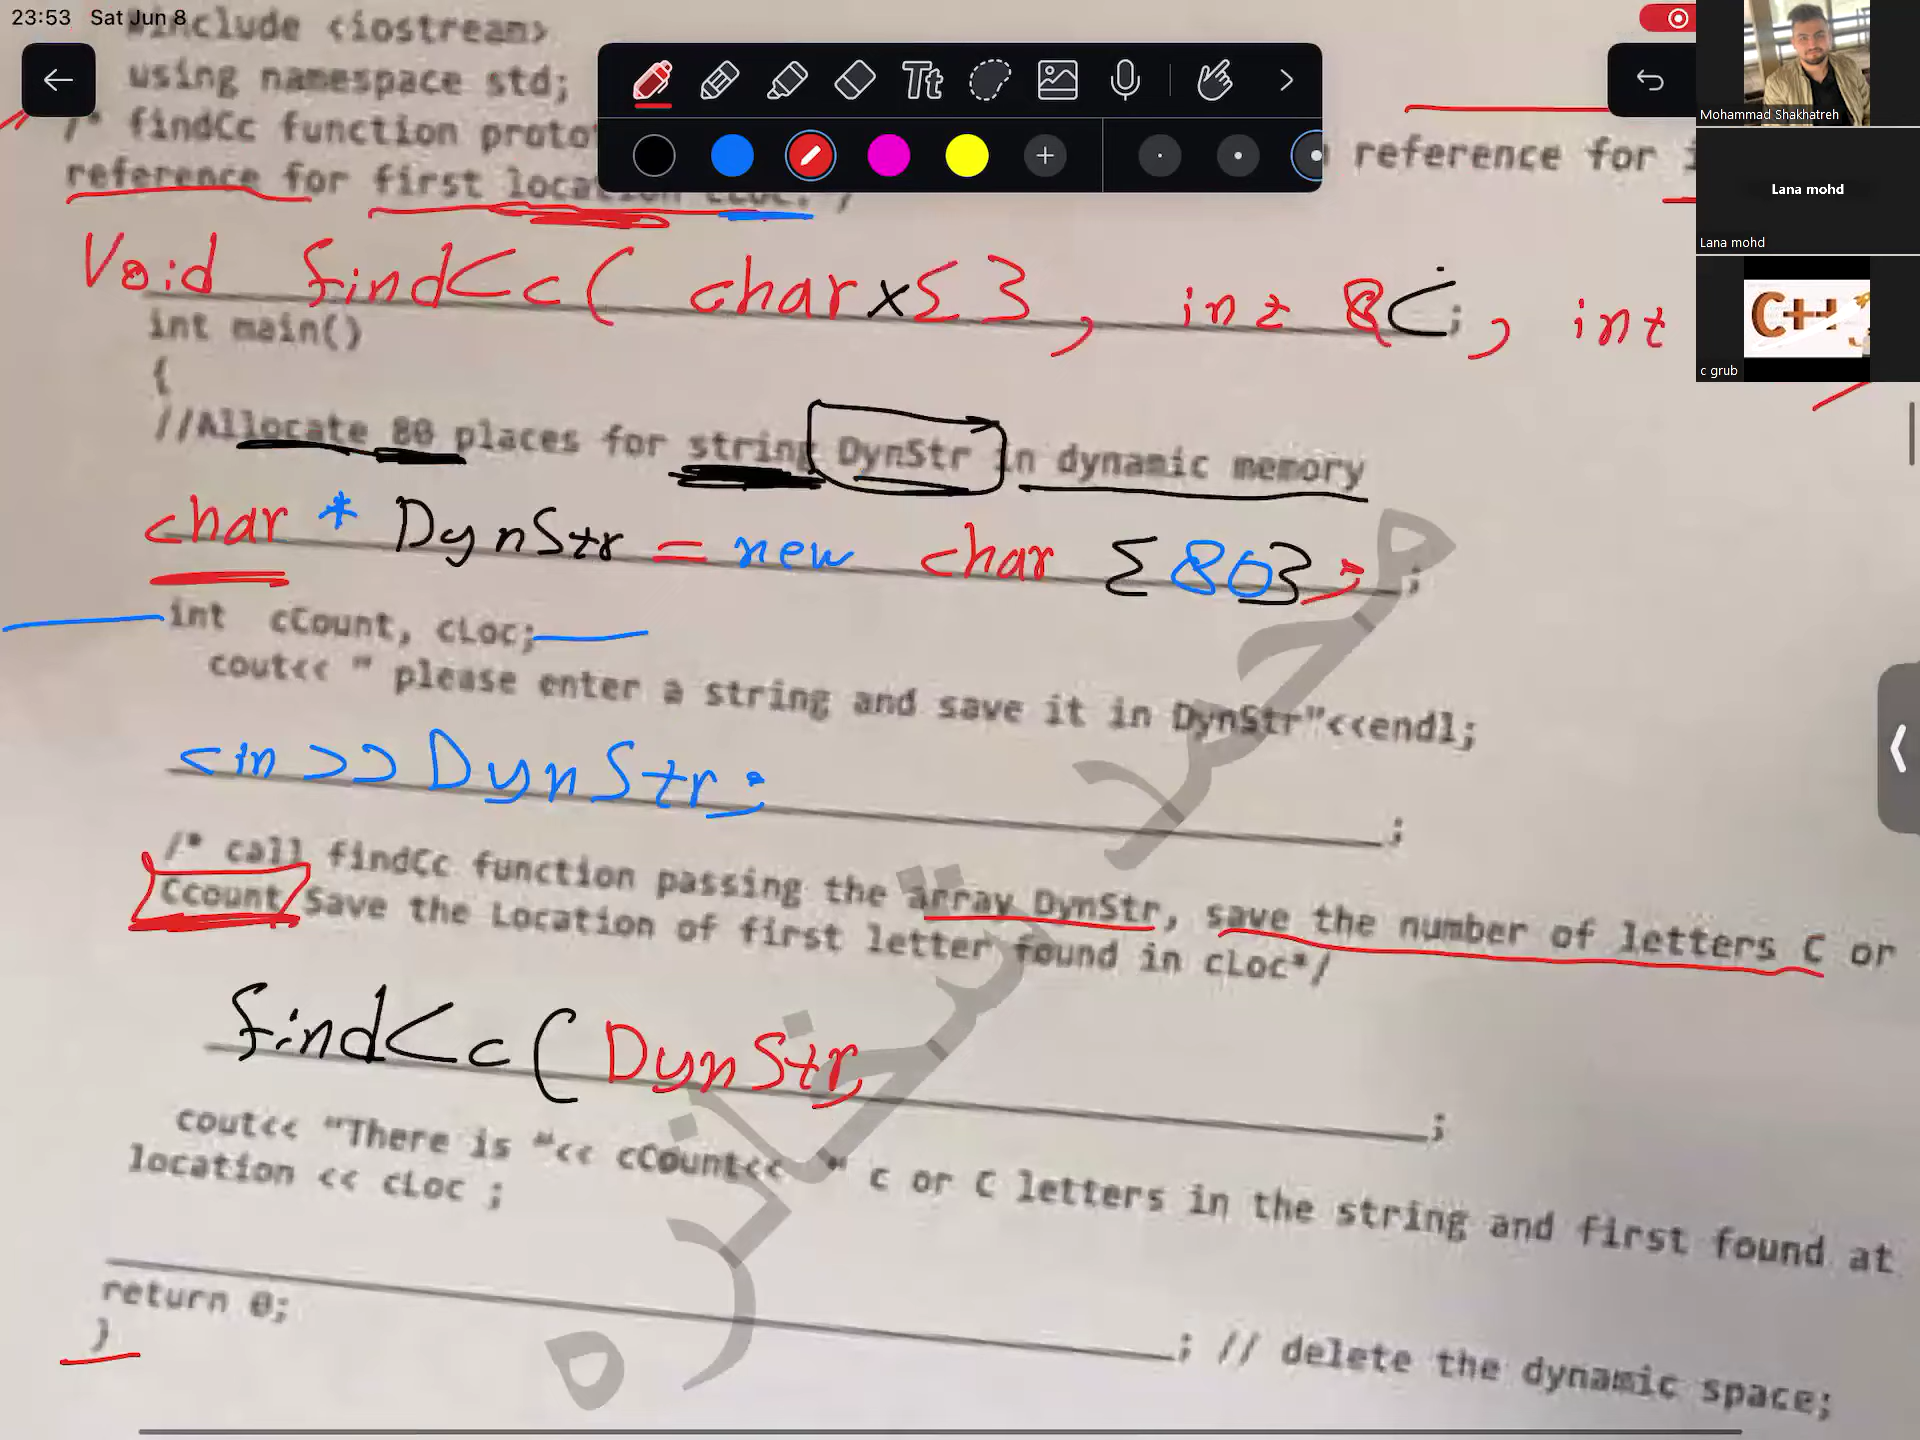 23:53 Sat Jun 8
#include <iostream>
using namespace std;
/* findCc function proto
reference for i
reference for first location cLoc. /
Void findCc( char x[ ] , int &C , int
int main()
{
//Allocate 80 places for string DynStr in dynamic memory
char * DynStr = new char [80] ;
int cCount, cLoc;
cout<< " please enter a string and save it in DynStr"<<endl;
cin >> DynStr ;
/* call findCc function passing the array DynStr, save the number of letters C or
Ccount Save the Location of first letter found in cLoc*/
findCc ( DynStr, ;
cout<< "There is "<< cCount<< " c or C letters in the string and first found at
location << cLoc ;
; // delete the dynamic space;
return 0;
}
محمد شخاتره
Tt
Mohammad Shakhatreh
Lana mohd
Lana mohd
C++
c grub